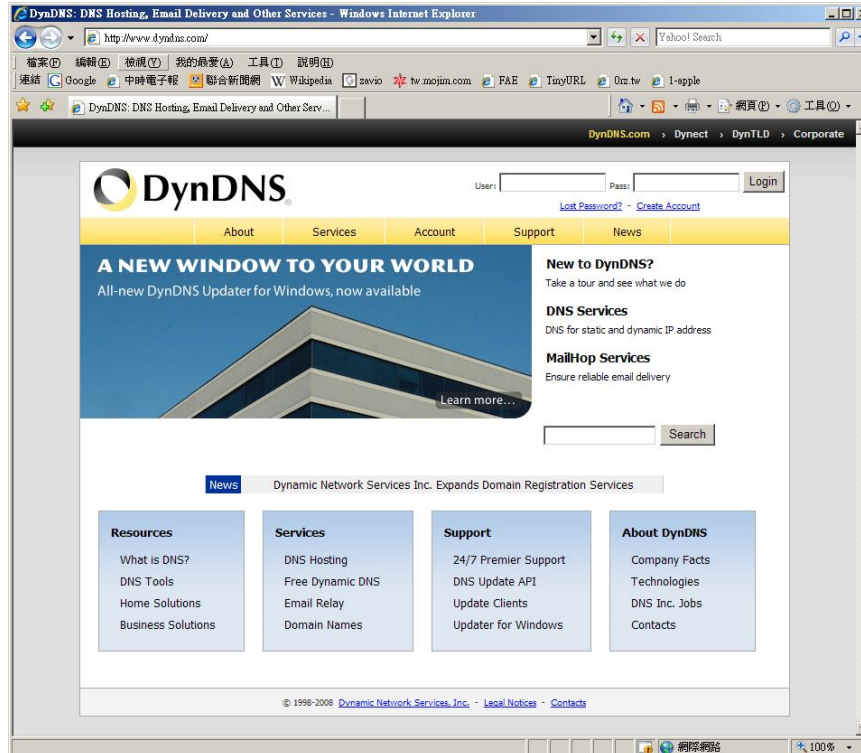 DynDNS: DNS Hosting, Email Delivery and Other Services - Windows Internet Explorer
http://www.dyndns.com/
Yahoo! Search
檔案(F) 編輯(E) 檢視(V) 我的最愛(A) 工具(T) 說明(H)
連結 Google 中時電子報 聯合新聞網 Wikipedia zavio tw.mojim.com FAE TinyURL 0rz.tw 1-apple
DynDNS: DNS Hosting, Email Delivery and Other Serv...
網頁(P) 工具(O)
DynDNS.com › Dynect › DynTLD › Corporate
DynDNS
User: Pass: Login
Lost Password? - Create Account
About Services Account Support News
A NEW WINDOW TO YOUR WORLD
All-new DynDNS Updater for Windows, now available
Learn more...
New to DynDNS?
Take a tour and see what we do
DNS Services
DNS for static and dynamic IP address
MailHop Services
Ensure reliable email delivery
Search
News Dynamic Network Services Inc. Expands Domain Registration Services
Resources
What is DNS?
DNS Tools
Home Solutions
Business Solutions
Services
DNS Hosting
Free Dynamic DNS
Email Relay
Domain Names
Support
24/7 Premier Support
DNS Update API
Update Clients
Updater for Windows
About DynDNS
Company Facts
Technologies
DNS Inc. Jobs
Contacts
© 1998-2008 Dynamic Network Services, Inc. - Legal Notices - Contacts
網際網路 100%